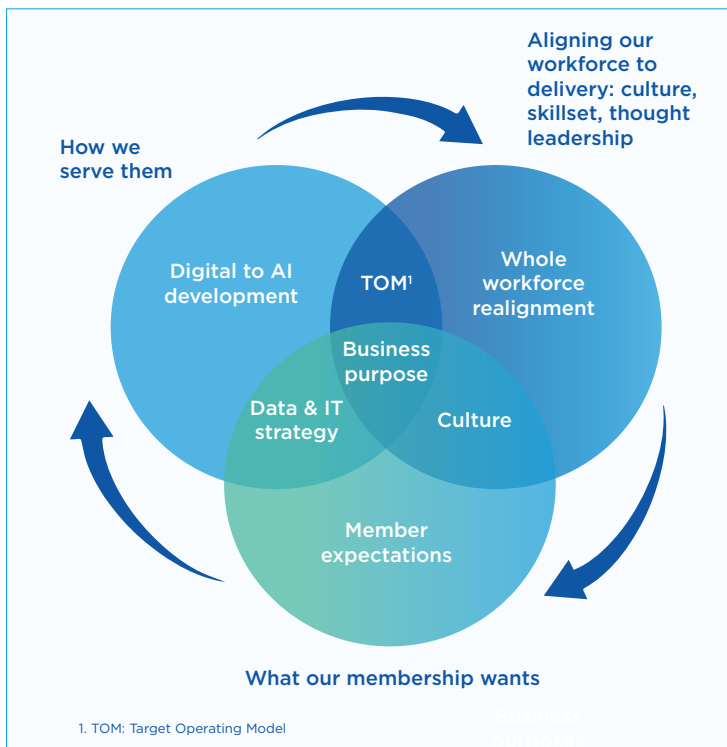 Aligning our
workforce to
delivery: culture,
skillset, thought
leadership
How we
serve them
Digital to AI
development
TOM¹
Whole
workforce
realignment
Business
purpose
Data & IT
strategy
Culture
Member
expectations
What our membership wants
1. TOM: Target Operating Model
Business
purposes